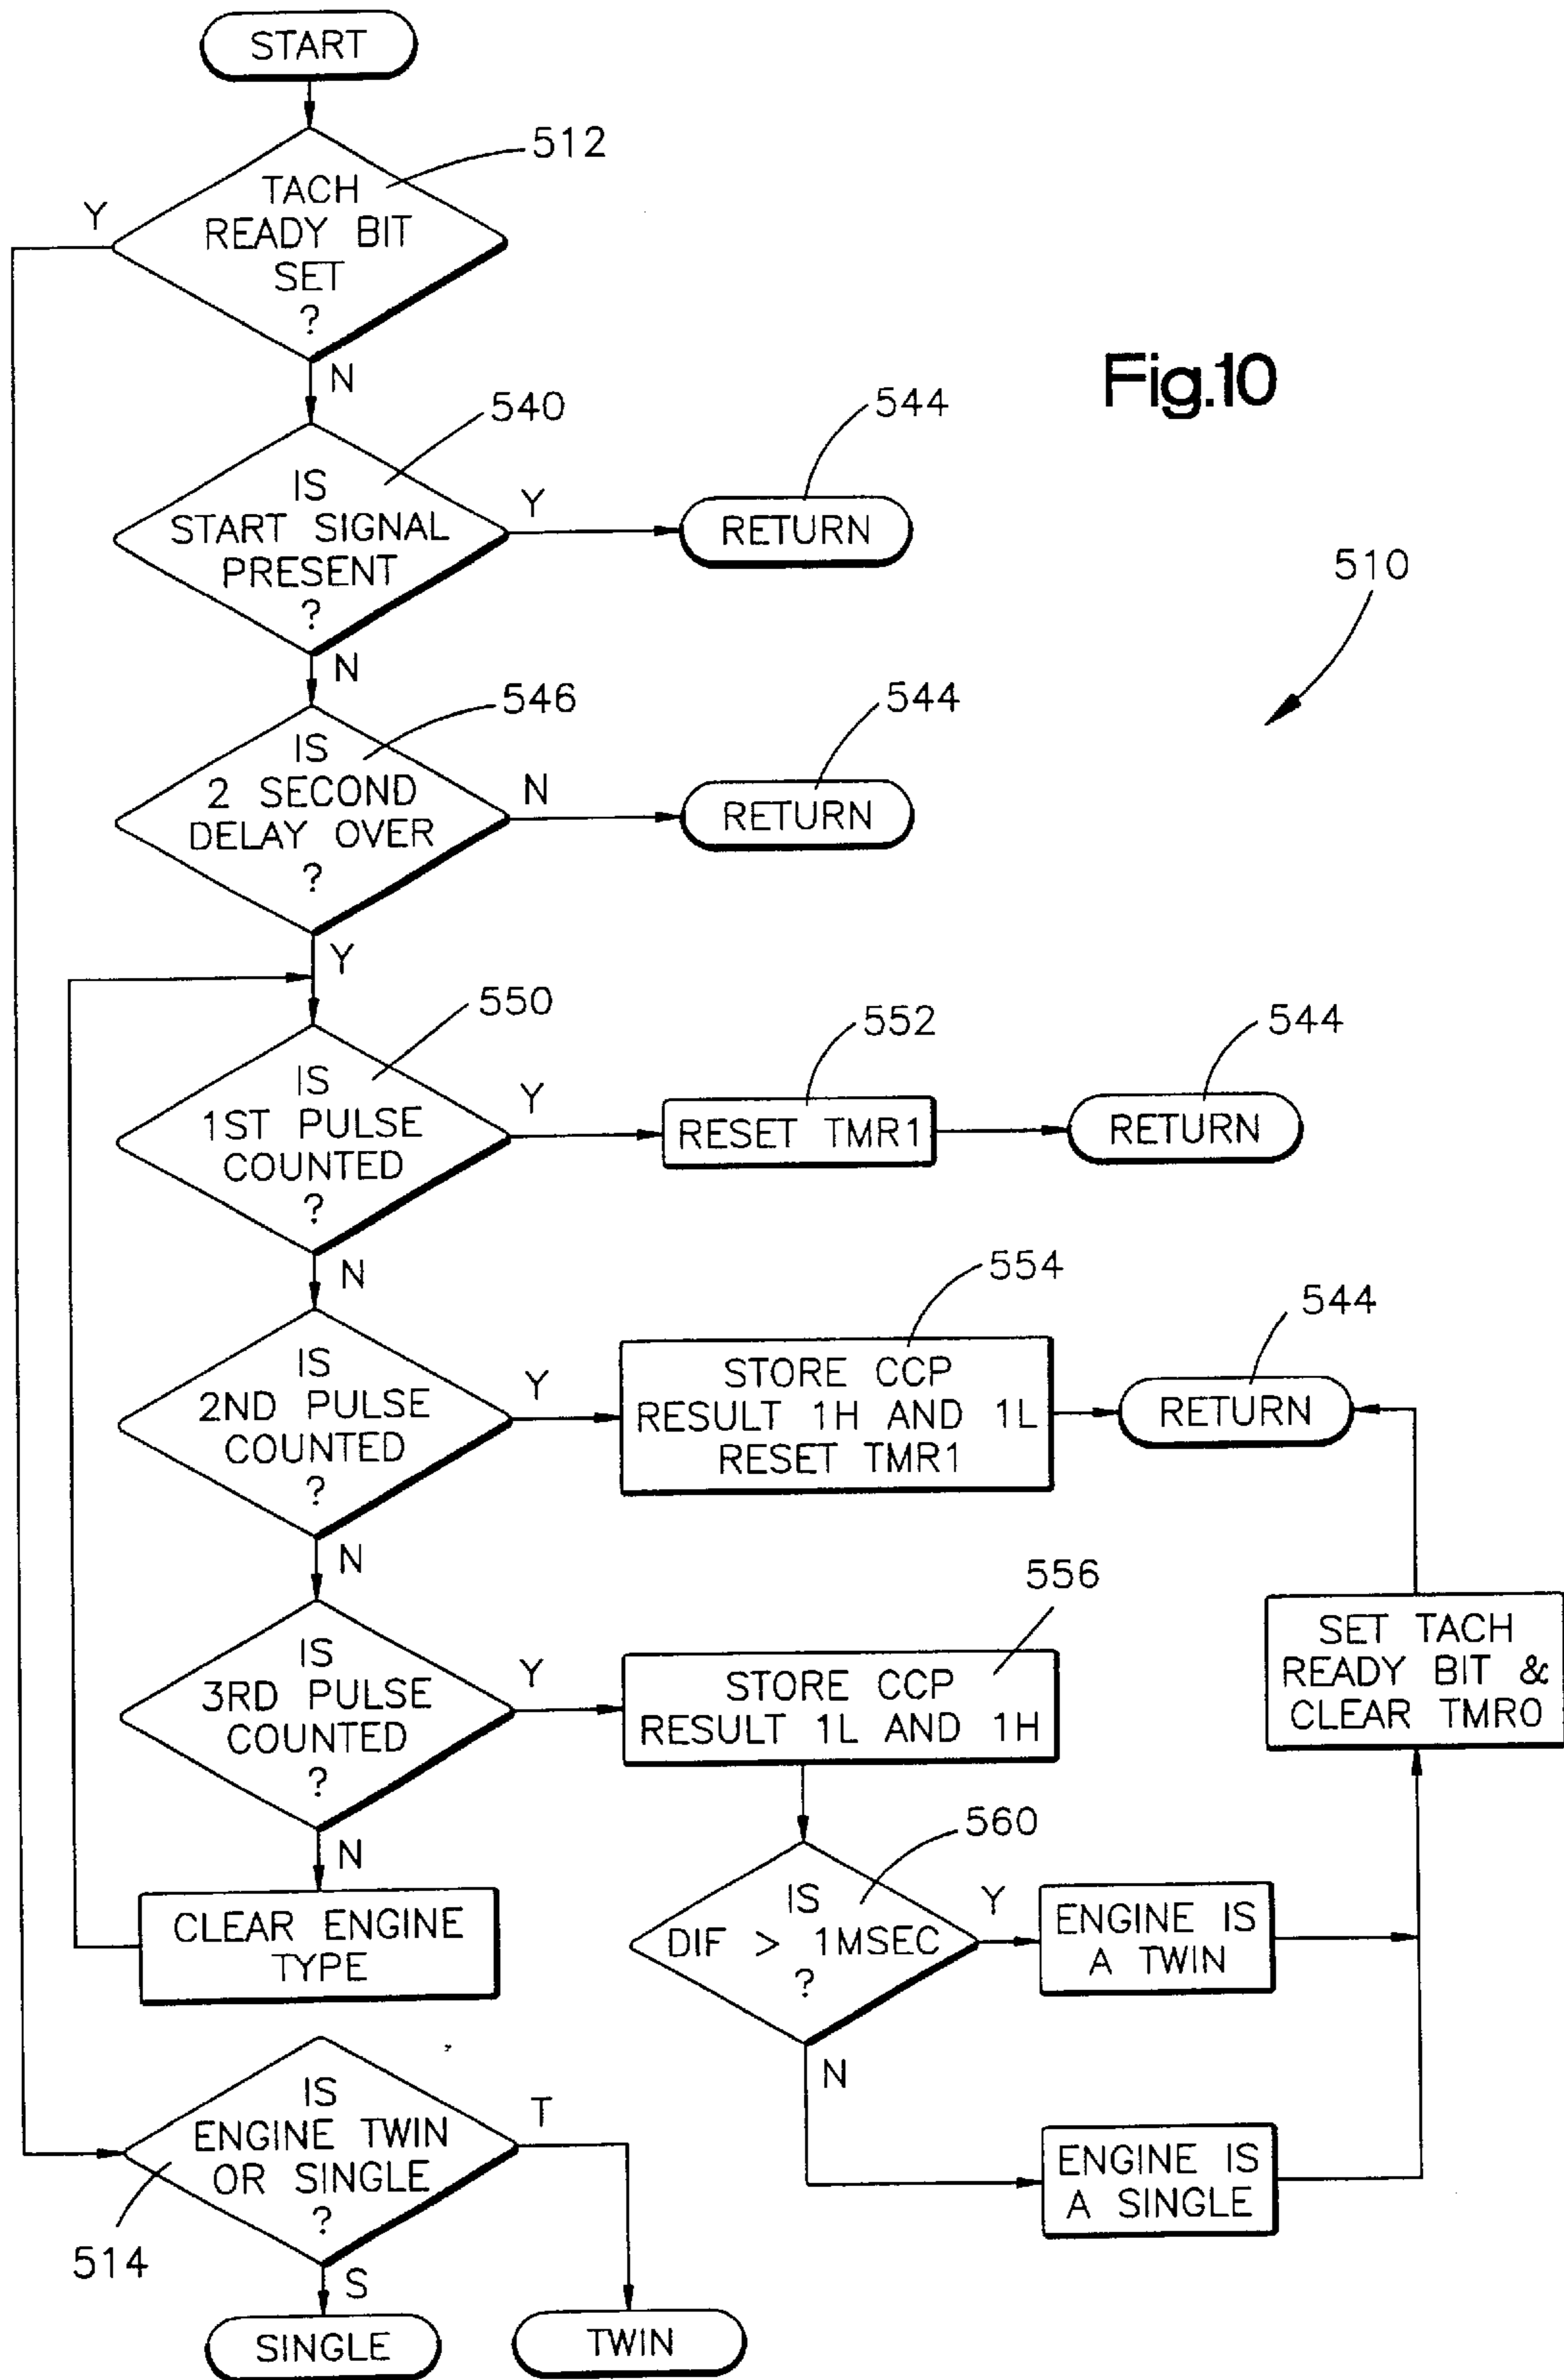 START
512
TACH
READY BIT
SET
?
Y
N
Fig.10
540
IS
START SIGNAL
PRESENT
?
Y
544
RETURN
N
510
546
IS
2 SECOND
DELAY OVER
?
N
544
RETURN
Y
550
IS
1ST PULSE
COUNTED
?
Y
552
RESET TMR1
544
RETURN
N
IS
2ND PULSE
COUNTED
?
Y
554
STORE CCP
RESULT 1H AND 1L
RESET TMR1
544
RETURN
N
IS
3RD PULSE
COUNTED
?
Y
556
STORE CCP
RESULT 1L AND 1H
SET TACH
READY BIT &
CLEAR TMR0
N
CLEAR ENGINE
TYPE
560
IS
DIF > 1MSEC
?
Y
ENGINE IS
A TWIN
N
ENGINE IS
A SINGLE
IS
ENGINE TWIN
OR SINGLE
?
T
514
S
SINGLE
TWIN